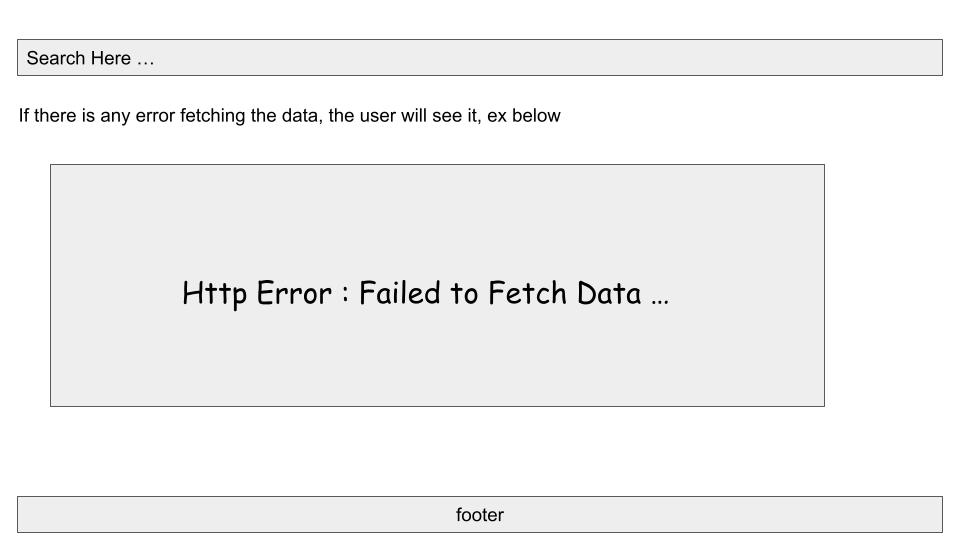 Search Here …
If there is any error fetching the data, the user will see it, ex below
Http Error : Failed to Fetch Data …
footer